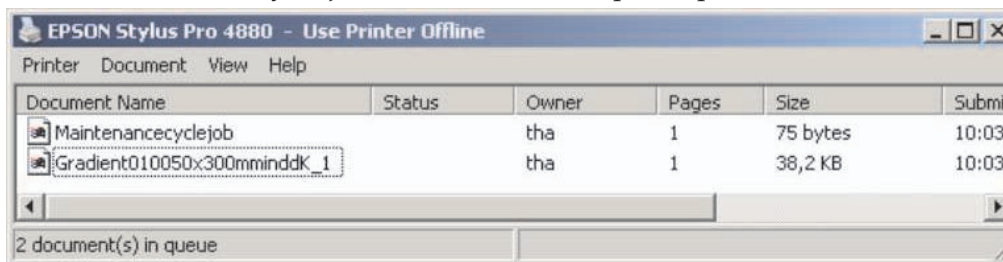 EPSON Stylus Pro 4880 - Use Printer Offline
Printer Document View Help
Document Name Status Owner Pages Size Submi
Maintenancecyclejob tha 1 75 bytes 10:03
Gradient010050x300mminddK_1 tha 1 38,2 KB 10:03
2 document(s) in queue